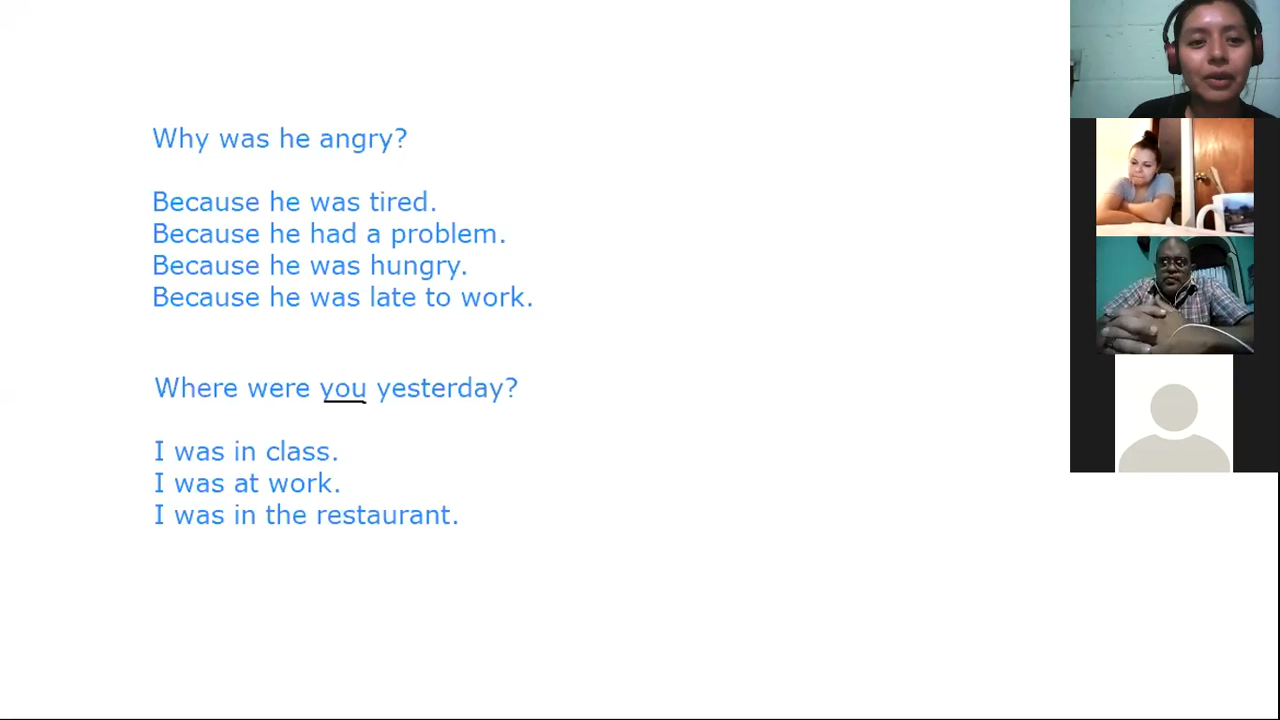 Why was he angry?
Because he was tired.
Because he had a problem.
Because he was hungry.
Because he was late to work.
Where were you yesterday?
I was in class.
I was at work.
I was in the restaurant.